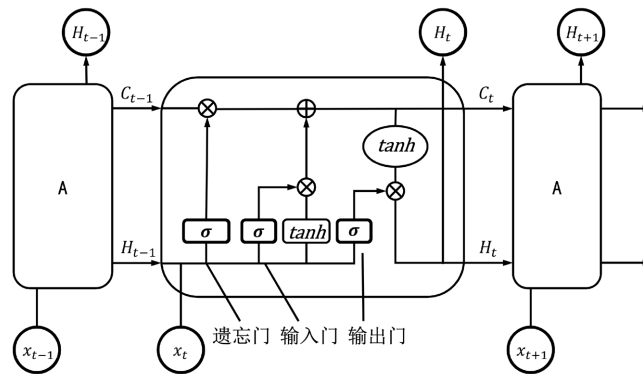 H_{t-1} H_t H_{t+1}
C_{t-1} C_t
tanh
A A
σ σ tanh σ
H_{t-1} H_t
遗忘门 输入门 输出门
x_{t-1} x_t x_{t+1}